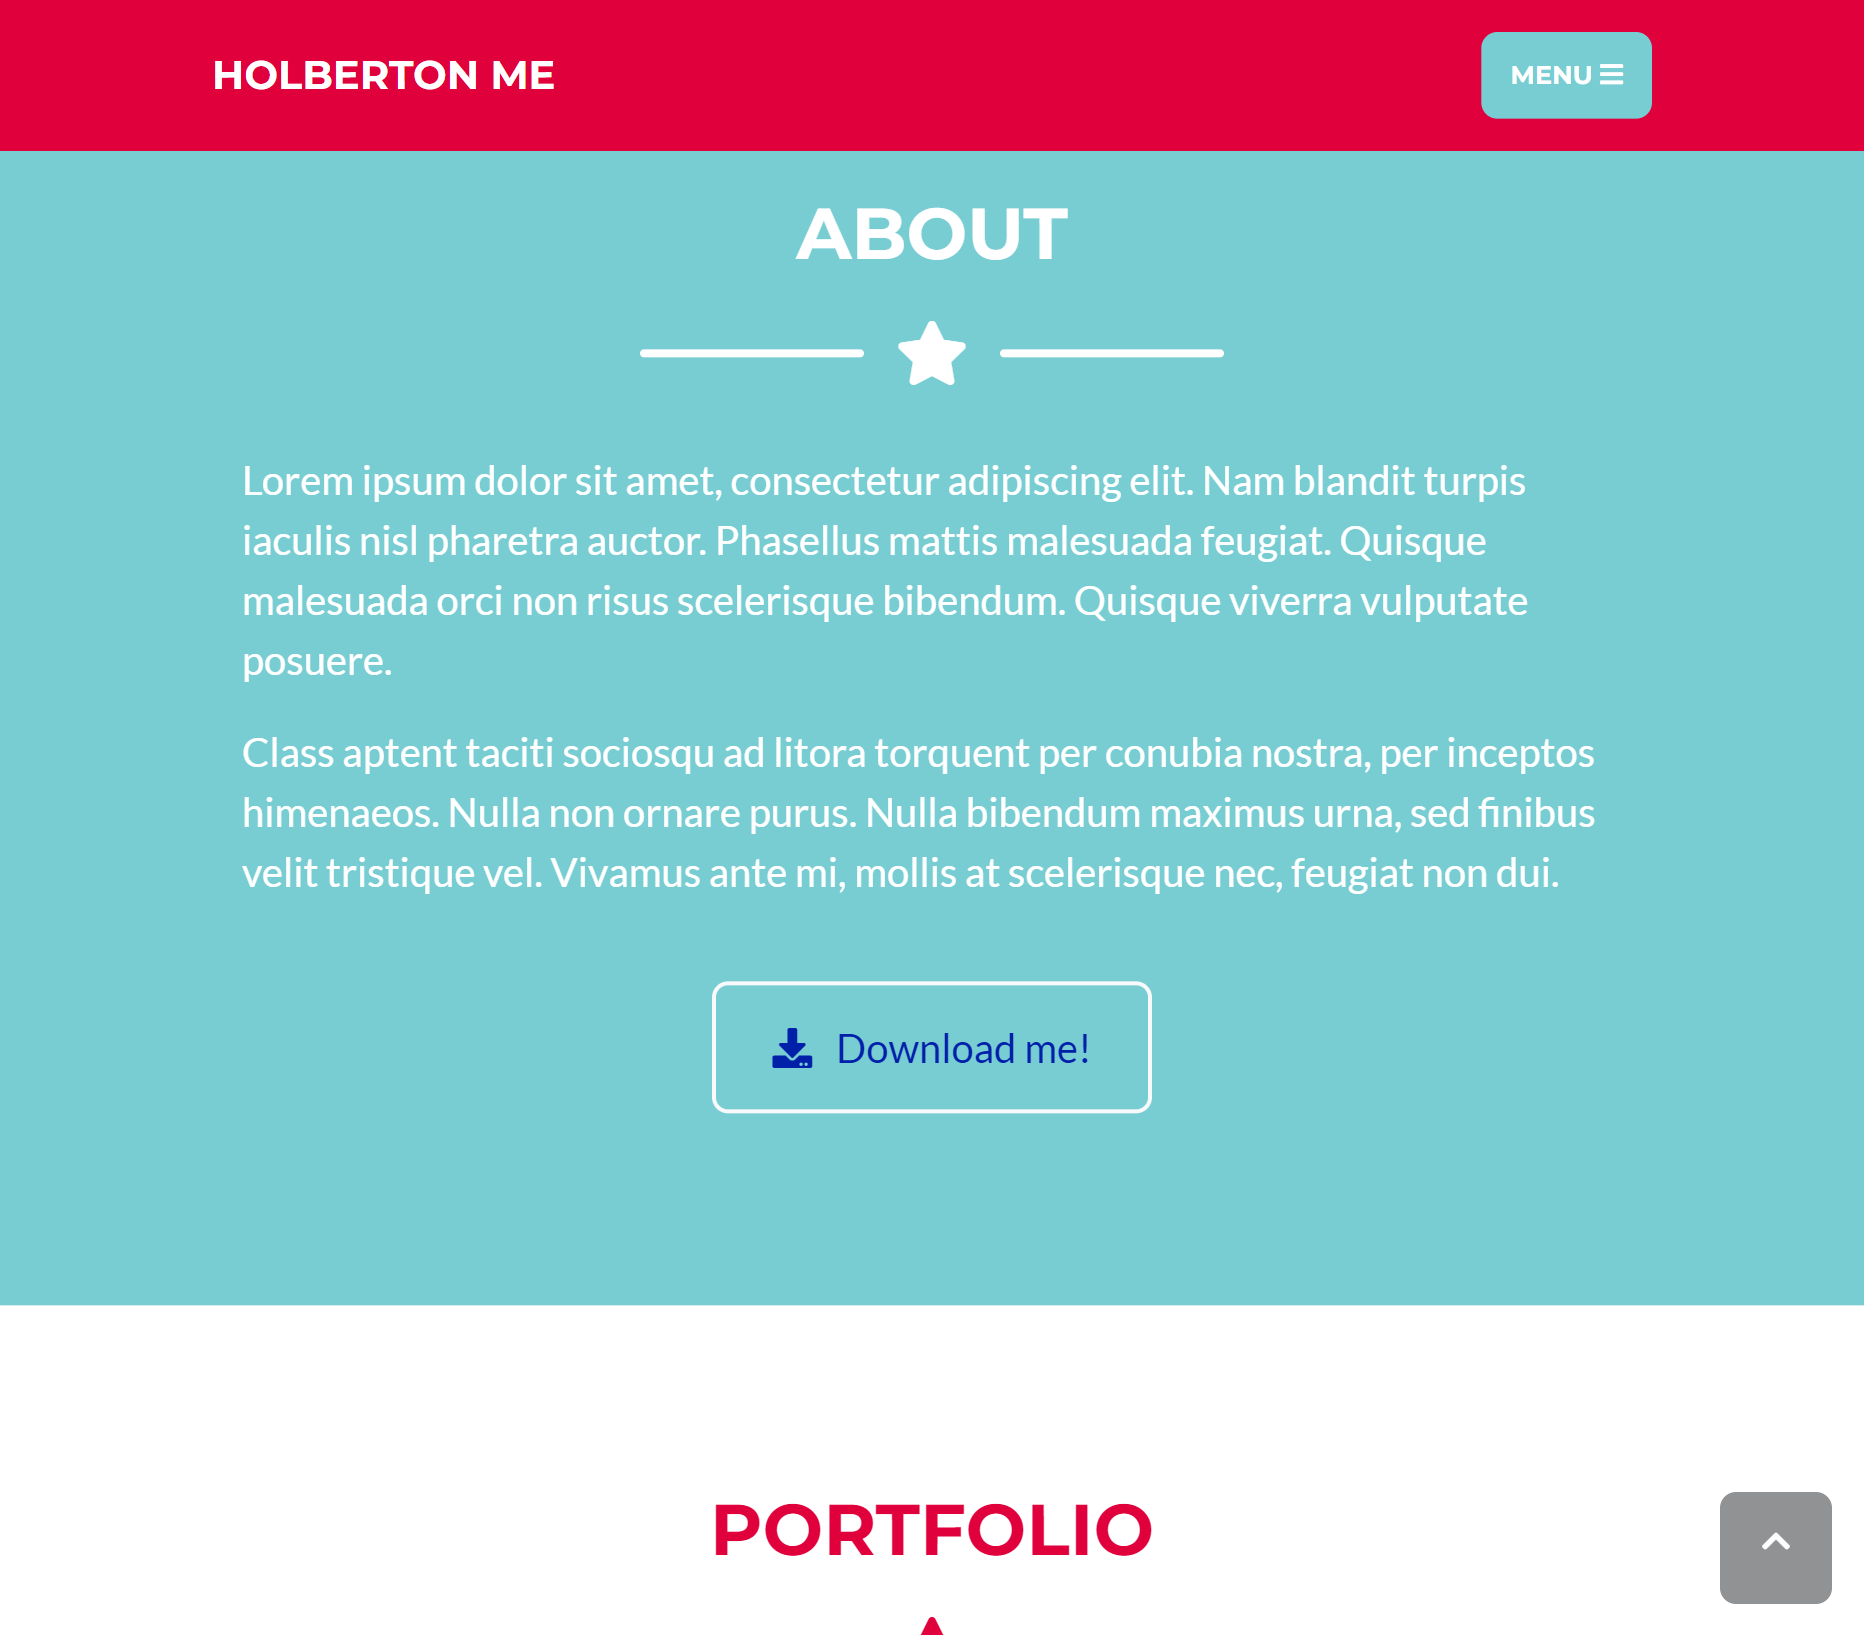 HOLBERTON ME
MENU
ABOUT
Lorem ipsum dolor sit amet, consectetur adipiscing elit. Nam blandit turpis
iaculis nisl pharetra auctor. Phasellus mattis malesuada feugiat. Quisque
malesuada orci non risus scelerisque bibendum. Quisque viverra vulputate
posuere.
Class aptent taciti sociosqu ad litora torquent per conubia nostra, per inceptos
himenaeos. Nulla non ornare purus. Nulla bibendum maximus urna, sed finibus
velit tristique vel. Vivamus ante mi, mollis at scelerisque nec, feugiat non dui.
Download me!
PORTFOLIO